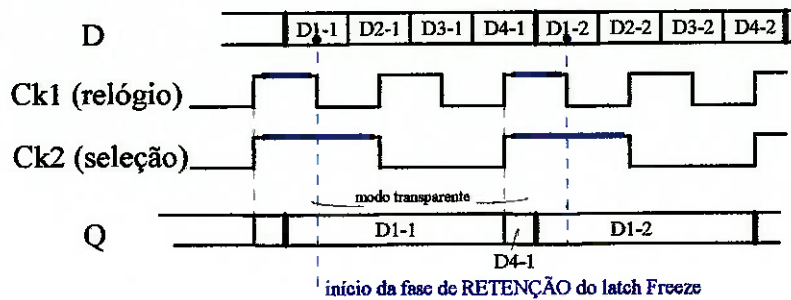 D D1-1 D2-1 D3-1 D4-1 D1-2 D2-2 D3-2 D4-2
Ck1 (relógio)
Ck2 (seleção)
modo transparente
Q D1-1 D1-2
D4-1
início da fase de RETENÇÃO do latch Freeze